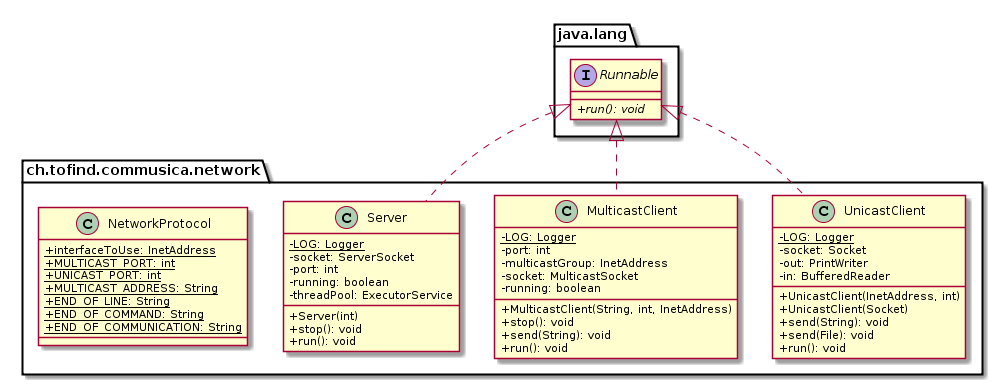 java.lang
I Runnable
+run(): void
ch.tofind.commusica.network
C NetworkProtocol
+interfaceToUse: InetAddress
+MULTICAST_PORT: int
+UNICAST_PORT: int
+MULTICAST_ADDRESS: String
+END_OF_LINE: String
+END_OF_COMMAND: String
+END_OF_COMMUNICATION: String
C Server
-LOG: Logger
-socket: ServerSocket
-port: int
-running: boolean
-threadPool: ExecutorService
+Server(int)
+stop(): void
+run(): void
C MulticastClient
-LOG: Logger
-port: int
-multicastGroup: InetAddress
-socket: MulticastSocket
-running: boolean
+MulticastClient(String, int, InetAddress)
+stop(): void
+send(String): void
+run(): void
C UnicastClient
-LOG: Logger
-socket: Socket
-out: PrintWriter
-in: BufferedReader
+UnicastClient(InetAddress, int)
+UnicastClient(Socket)
+send(String): void
+send(File): void
+run(): void